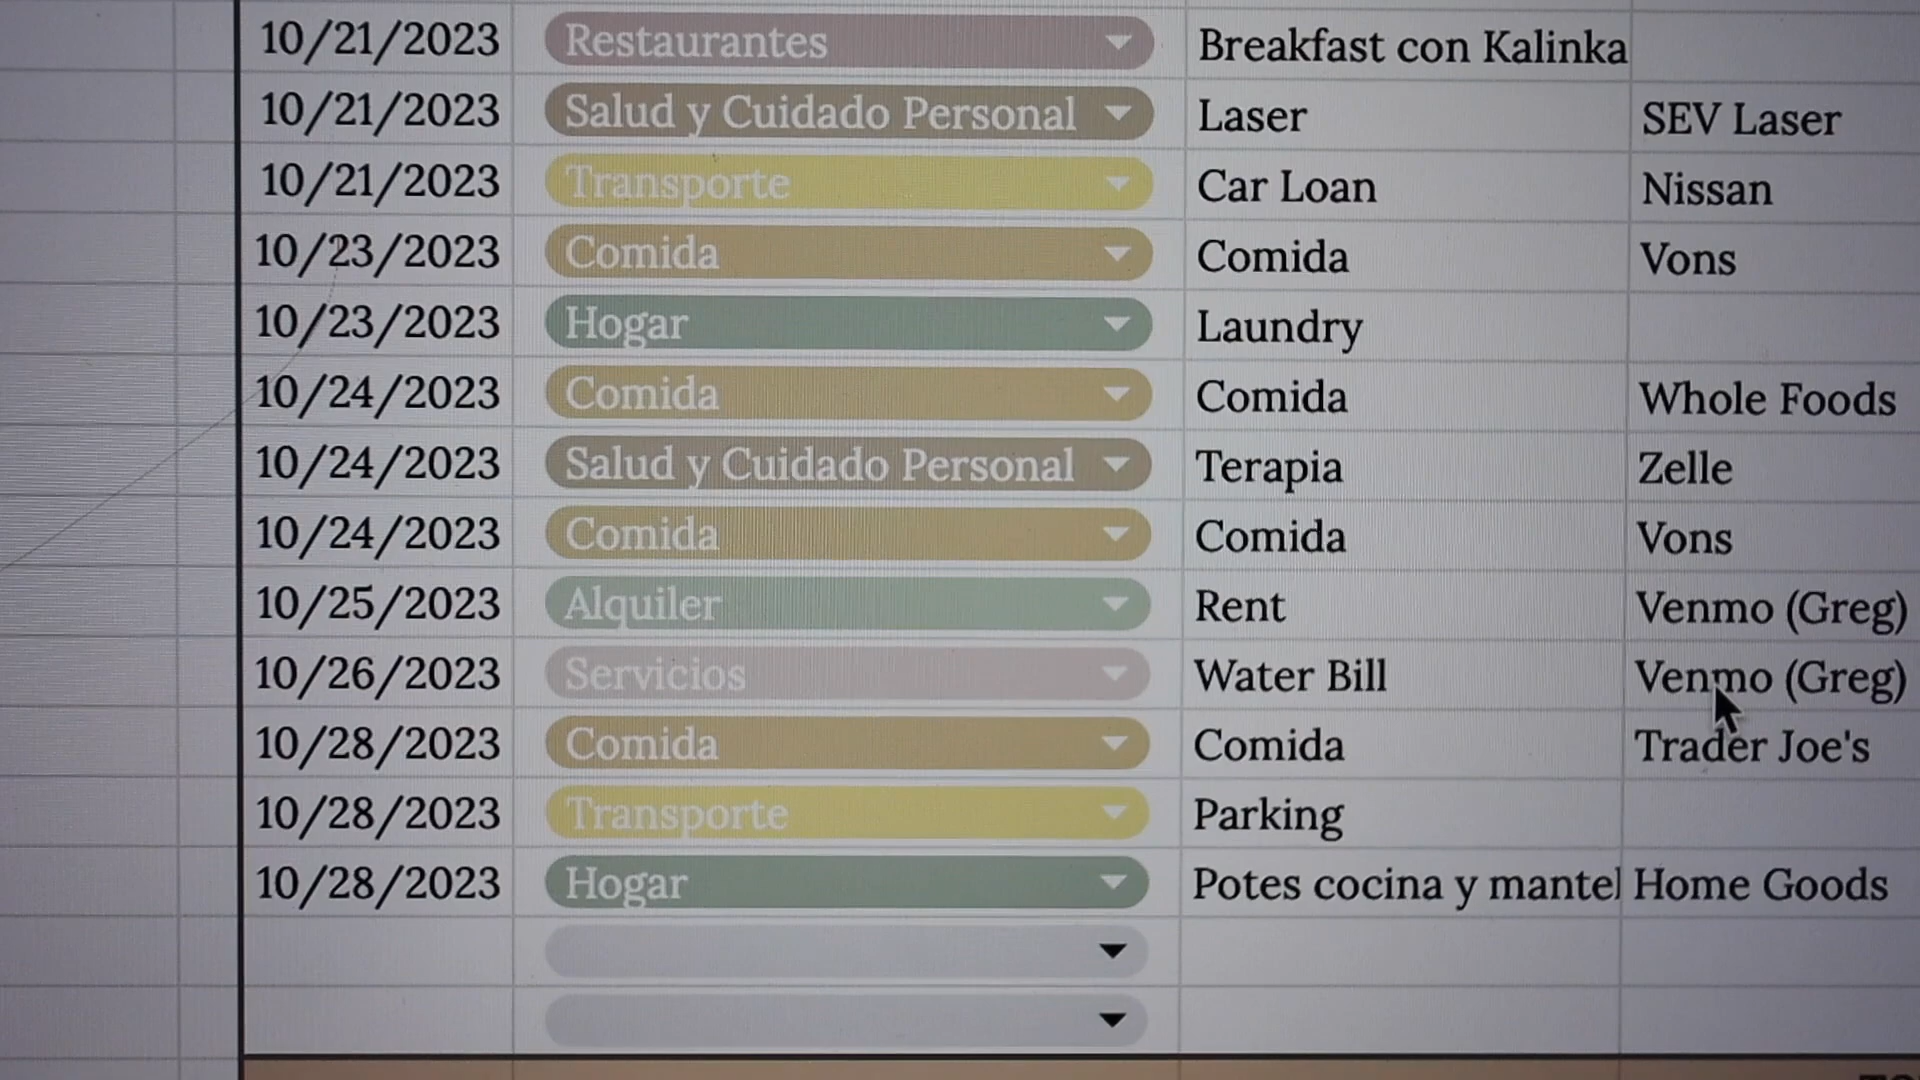 10/21/2023 Restaurantes Breakfast con Kalinka
10/21/2023 Salud y Cuidado Personal Laser SEV Laser
10/21/2023 Transporte Car Loan Nissan
10/23/2023 Comida Comida Vons
10/23/2023 Hogar Laundry
10/24/2023 Comida Comida Whole Foods
10/24/2023 Salud y Cuidado Personal Terapia Zelle
10/24/2023 Comida Comida Vons
10/25/2023 Alquiler Rent Venmo (Greg)
10/26/2023 Servicios Water Bill Venmo (Greg)
10/28/2023 Comida Comida Trader Joe's
10/28/2023 Transporte Parking
10/28/2023 Hogar Potes cocina y mantel Home Goods